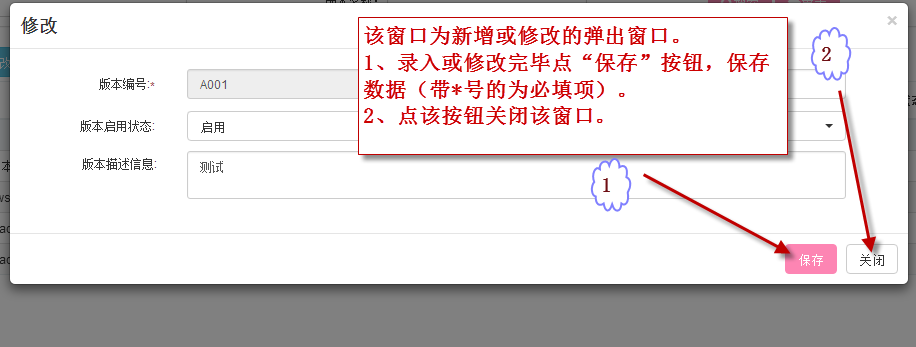 修改
×
该窗口为新增或修改的弹出窗口。
1、录入或修改完毕点“保存”按钮，保存
数据（带*号的为必填项）。
2、点该按钮关闭该窗口。
2
版本编号:*
A001
版本启用状态:
启用
版本描述信息:
测试
1
保存
关闭